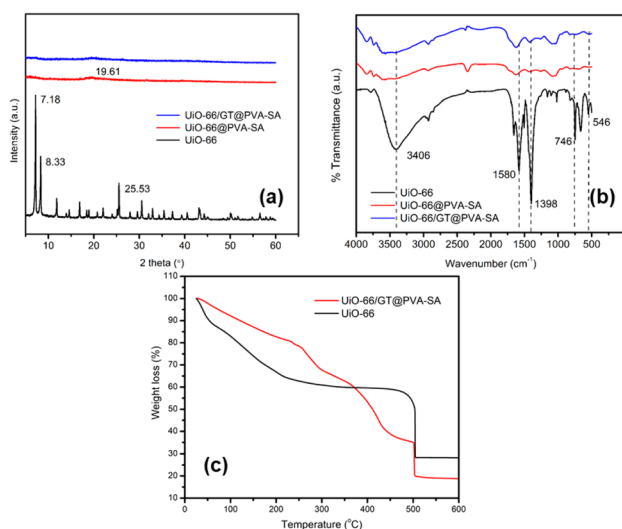 (a)
Intensity (a.u.)
19.61
7.18
8.33
25.53
UiO-66/GT@PVA-SA
UiO-66@PVA-SA
UiO-66
0
10
20
30
40
50
60
2 theta (°)
(b)
% Transmittance (a.u.)
3406
1580
1398
746
546
UiO-66
UiO-66@PVA-SA
UiO-66/GT@PVA-SA
4000 3500 3000 2500 2000 1500 1000 500
Wavenumber (cm⁻¹)
(c)
Weight loss (%)
UiO-66/GT@PVA-SA
UiO-66
110
100
90
80
70
60
50
40
30
20
10
0 100 200 300 400 500 600
Temperature (°C)